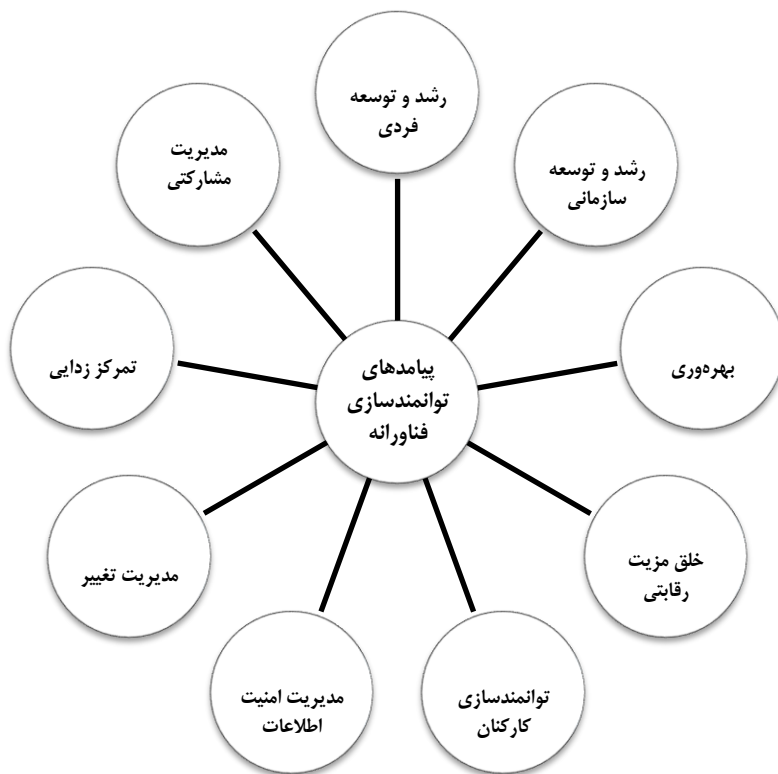 رشد و توسعه
فردی
رشد و توسعه
سازمانی
بهره‌وری
خلق مزیت
رقابتی
توانمندسازی
کارکنان
مدیریت امنیت
اطلاعات
مدیریت تغییر
تمرکز زدایی
مدیریت
مشارکتی
پیامدهای
توانمندسازی
فناورانه